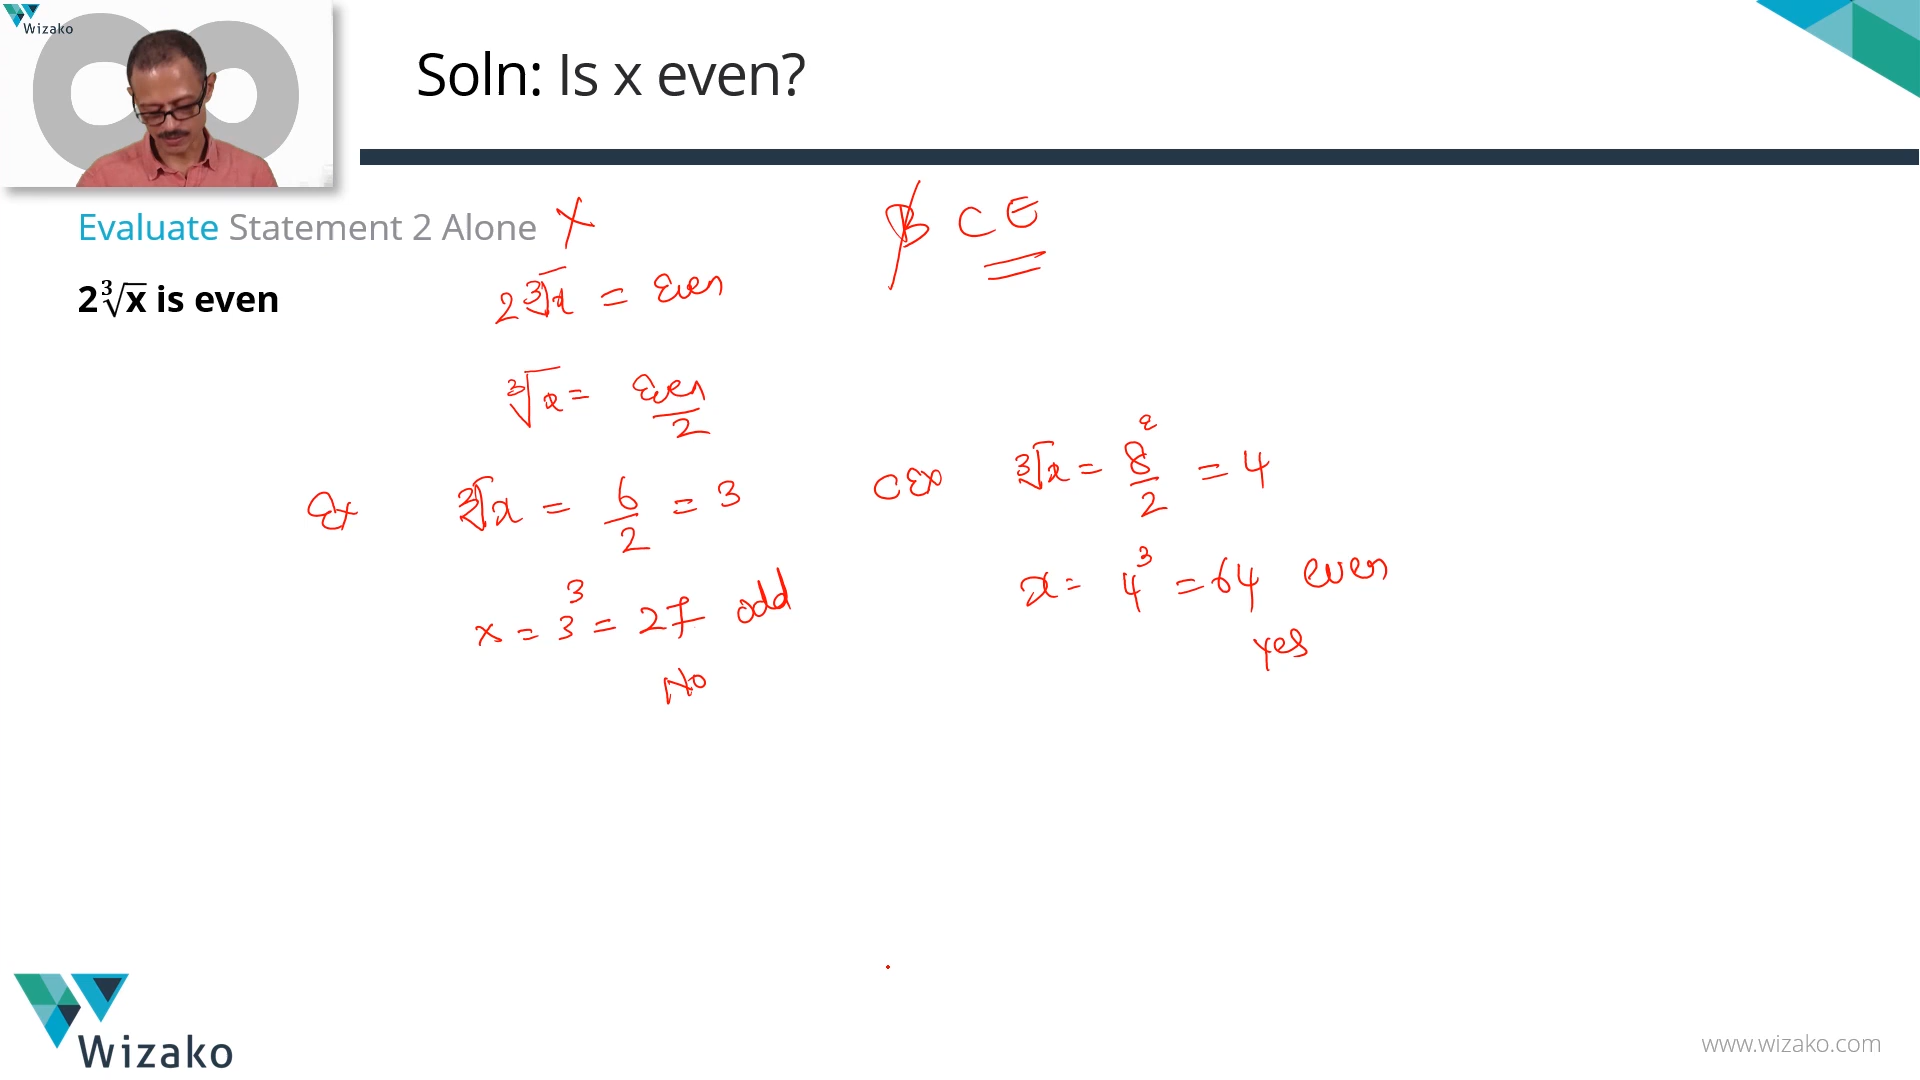 Wizako
Soln: Is x even?
Evaluate Statement 2 Alone X
B C E
2∛x is even
2∛x = Even
∛x = Even/2
Ex ∛x = 6/2 = 3
x = 3³ = 27 odd
No
CEx ∛x = 8/2 = 4
x = 4³ = 64 even
yes
Wizako
www.wizako.com